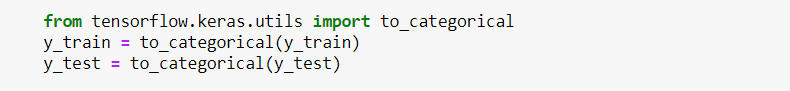 from tensorflow.keras.utils import to_categorical
y_train = to_categorical(y_train)
y_test = to_categorical(y_test)